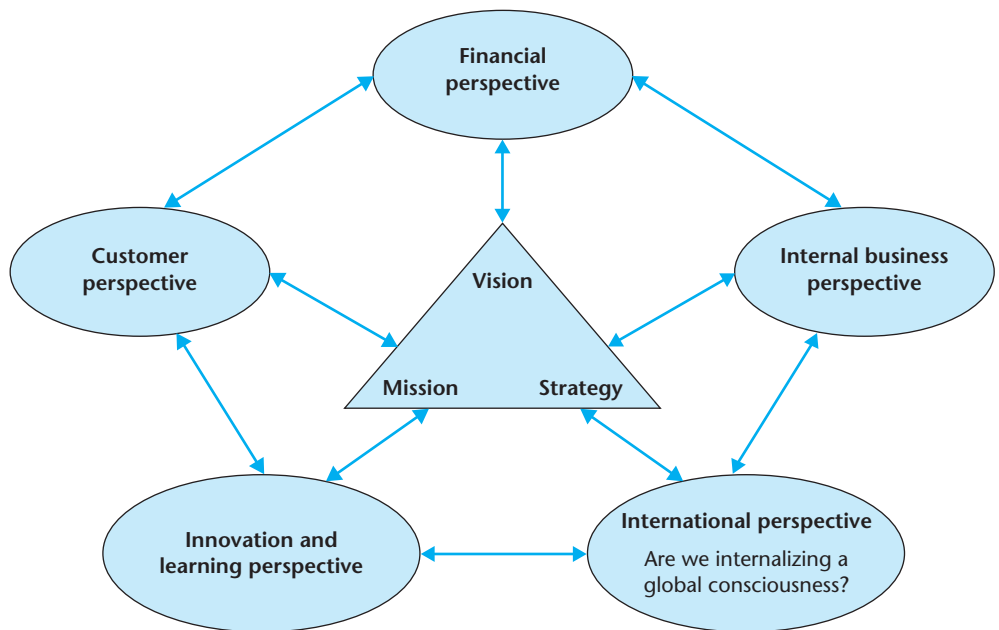 Financial
perspective
Customer
perspective
Internal business
perspective
Vision
Mission
Strategy
Innovation and
learning perspective
International perspective
Are we internalizing a
global consciousness?